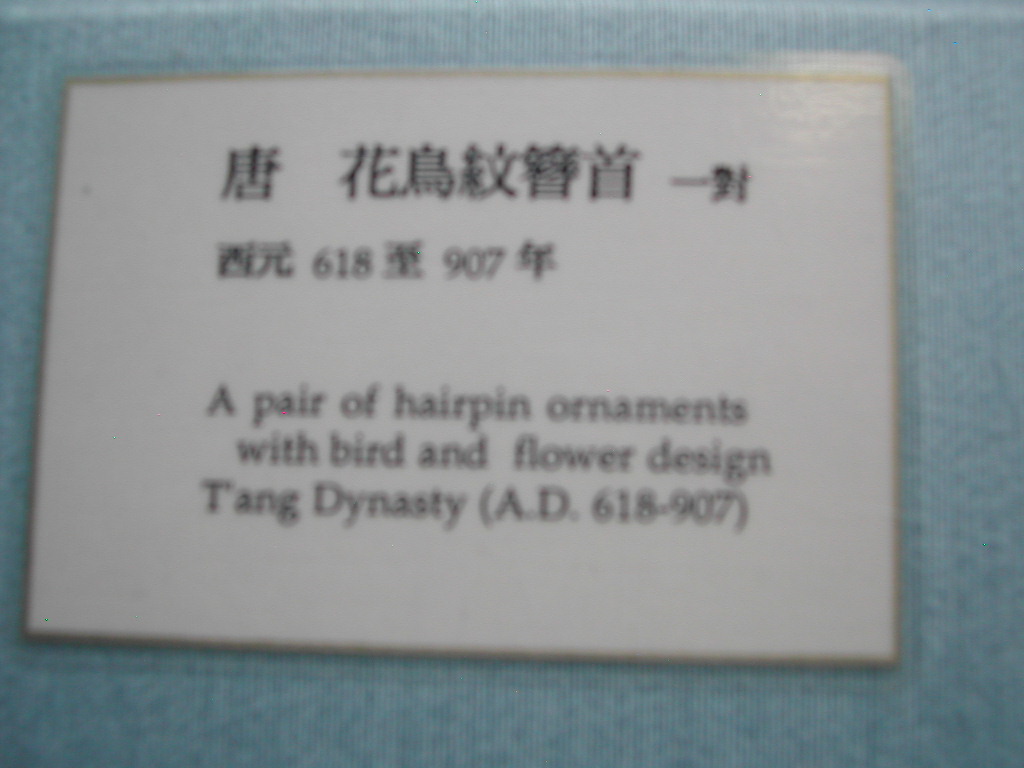 唐 花鳥紋簪首 一對
西元 618 至 907 年
A pair of hairpin ornaments
with bird and flower design
T'ang Dynasty (A.D. 618-907)